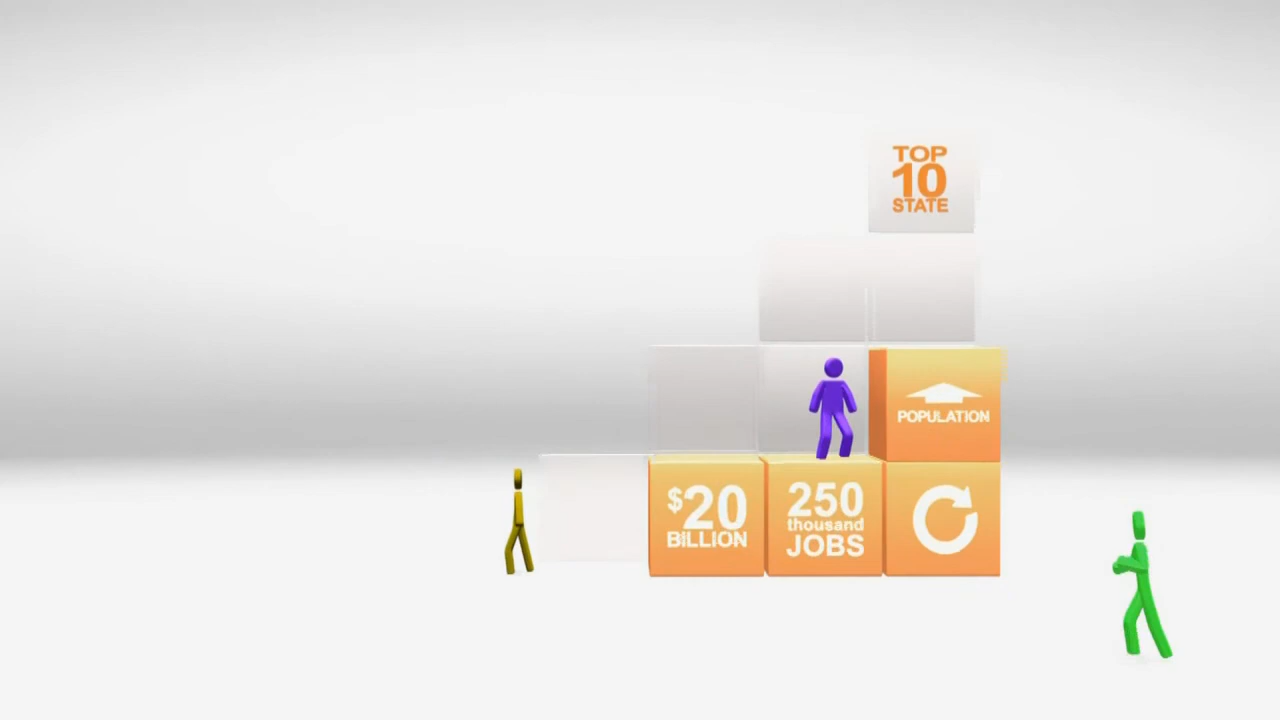 TOP
10
STATE
POPULATION
$20
BILLION
250
thousand
JOBS